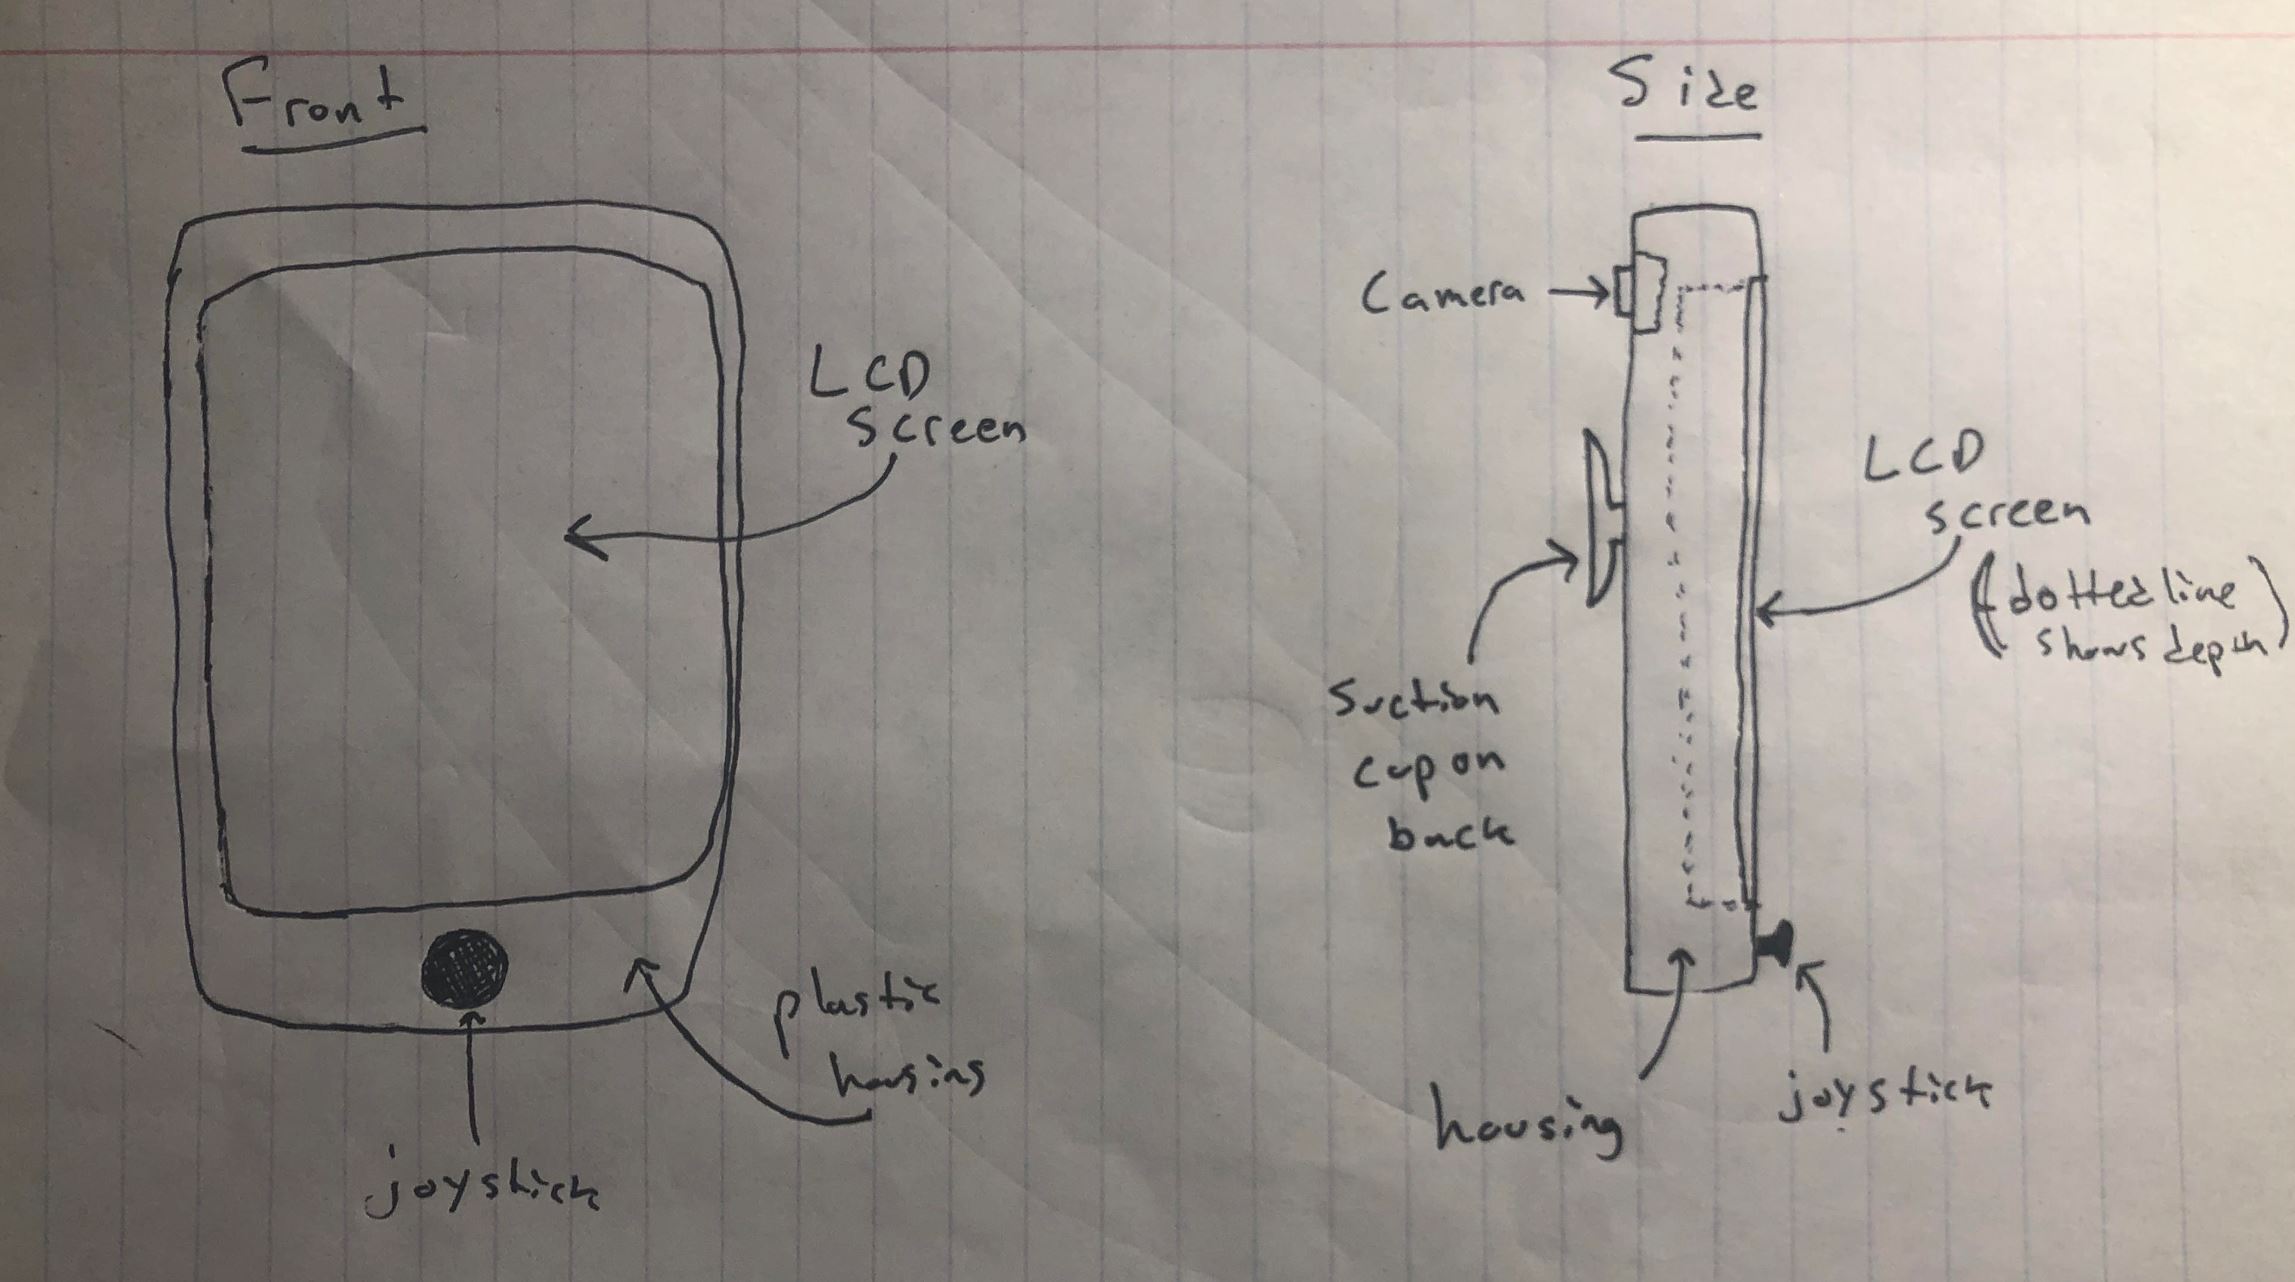 Front
LCD
screen
plastic
housing
joystick
Side
Camera
LCD
screen
(dotted line
shows depth)
Suction
cup on
back
housing
joystick